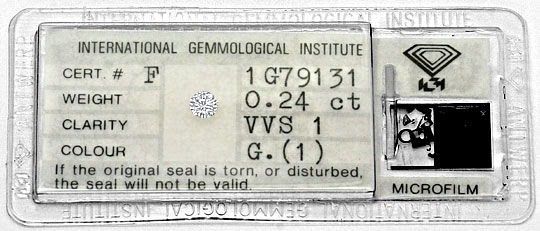 INTERNATIONAL GEMMOLOGICAL INSTITUTE
CERT. # F 1G79131
WEIGHT 0.24 ct
CLARITY VVS 1
COLOUR G.(1)
If the original seal is torn, or disturbed,
the seal will not be valid.
MICROFILM
INTERNATIONAL GEMMOLOGICAL INSTITUTE